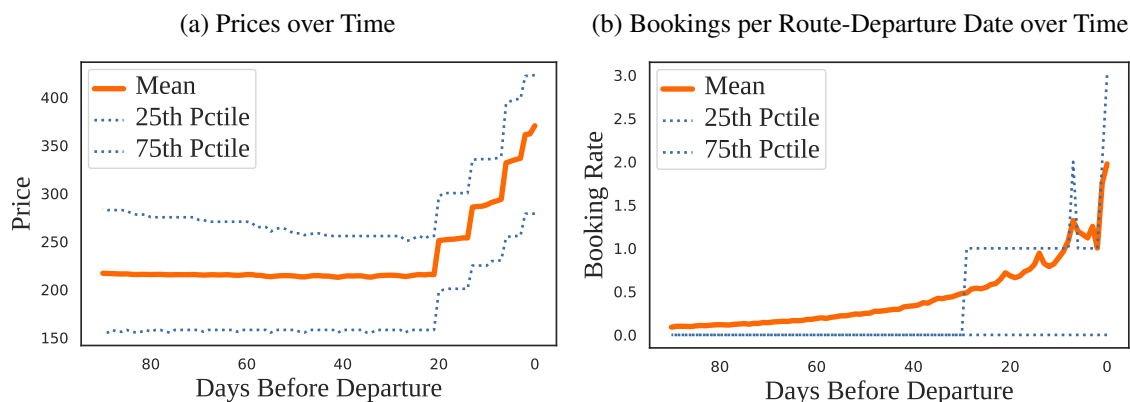 (a) Prices over Time
Mean
25th Pctile
75th Pctile
400
350
300
250
200
150
Price
80
60
40
20
0
Days Before Departure
(b) Bookings per Route-Departure Date over Time
Mean
25th Pctile
75th Pctile
3.0
2.5
2.0
1.5
1.0
0.5
0.0
Booking Rate
80
60
40
20
0
Days Before Departure